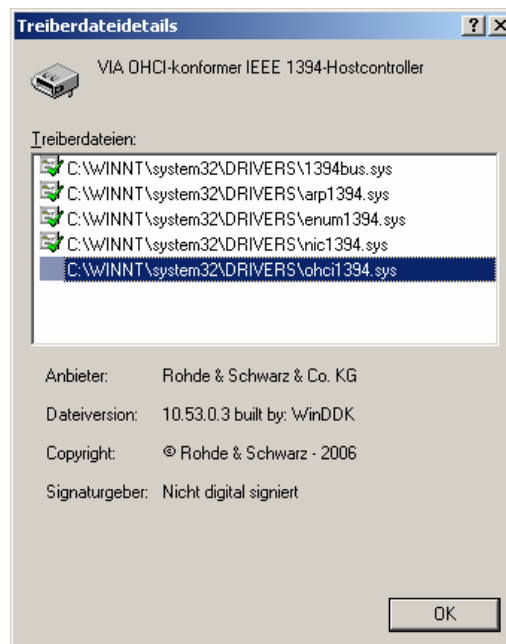 Treiberdateidetails
VIA OHCI-konformer IEEE 1394-Hostcontroller
Treiberdateien:
C:\WINNT\system32\DRIVERS\1394bus.sys
C:\WINNT\system32\DRIVERS\arp1394.sys
C:\WINNT\system32\DRIVERS\enum1394.sys
C:\WINNT\system32\DRIVERS\nic1394.sys
C:\WINNT\system32\DRIVERS\ohci1394.sys
Anbieter: Rohde & Schwarz & Co. KG
Dateiversion: 10.53.0.3 built by: WinDDK
Copyright: © Rohde & Schwarz - 2006
Signaturgeber: Nicht digital signiert
OK